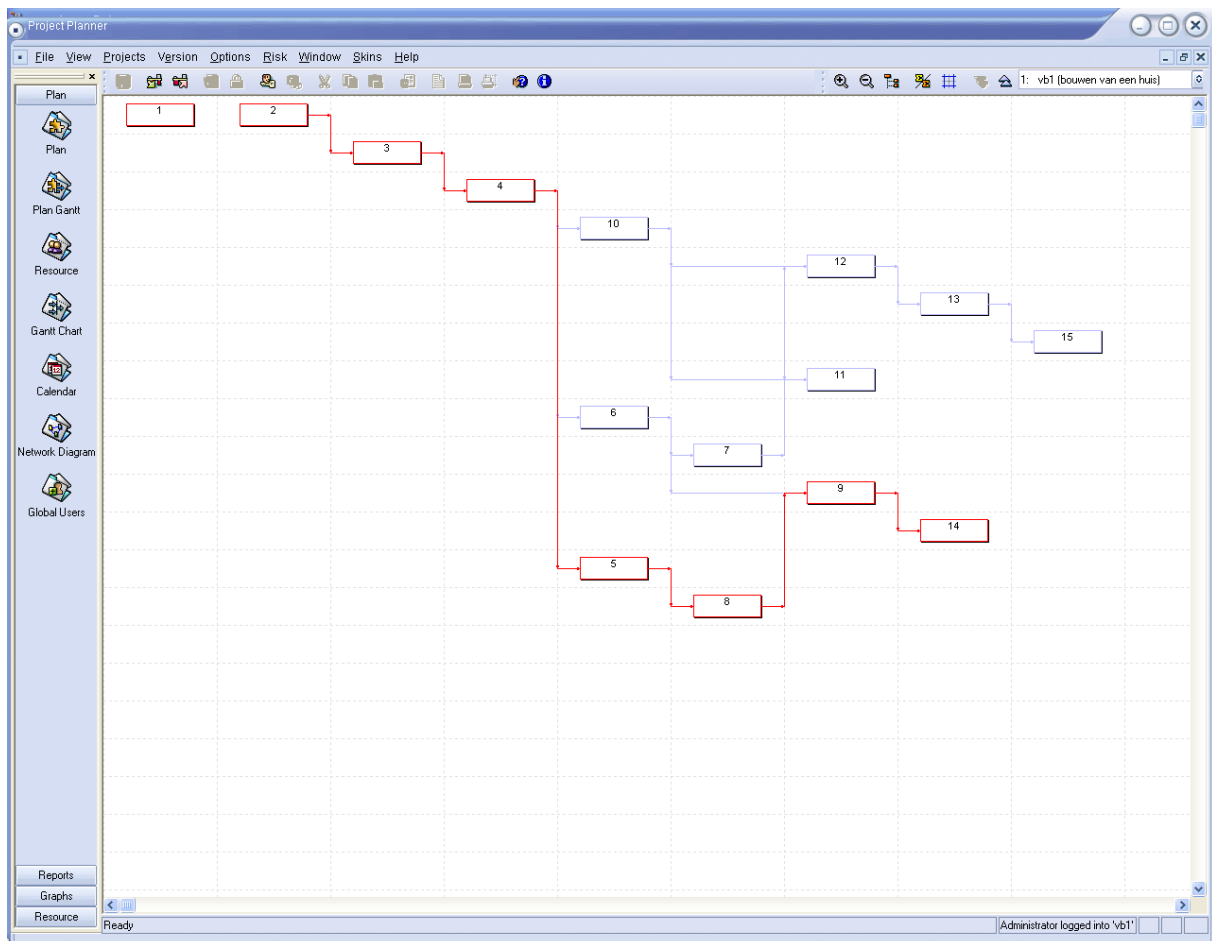 Project Planner
File View Projects Version Options Risk Window Skins Help
1: vb1 (bouwen van een huis)
Plan
Plan
Plan Gantt
Resource
Gantt Chart
Calendar
Network Diagram
Global Users
1
2
3
4
10
12
13
15
11
6
7
9
14
5
8
Reports
Graphs
Resource
Ready
Administrator logged into 'vb1'